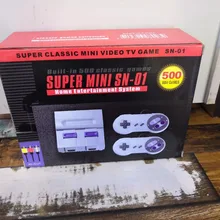 SUPER CLASSIC MINI VIDEO TV GAME SN-01
Built-in 500 classic games
SUPER MINI SN-01
Home Entertainment System
500